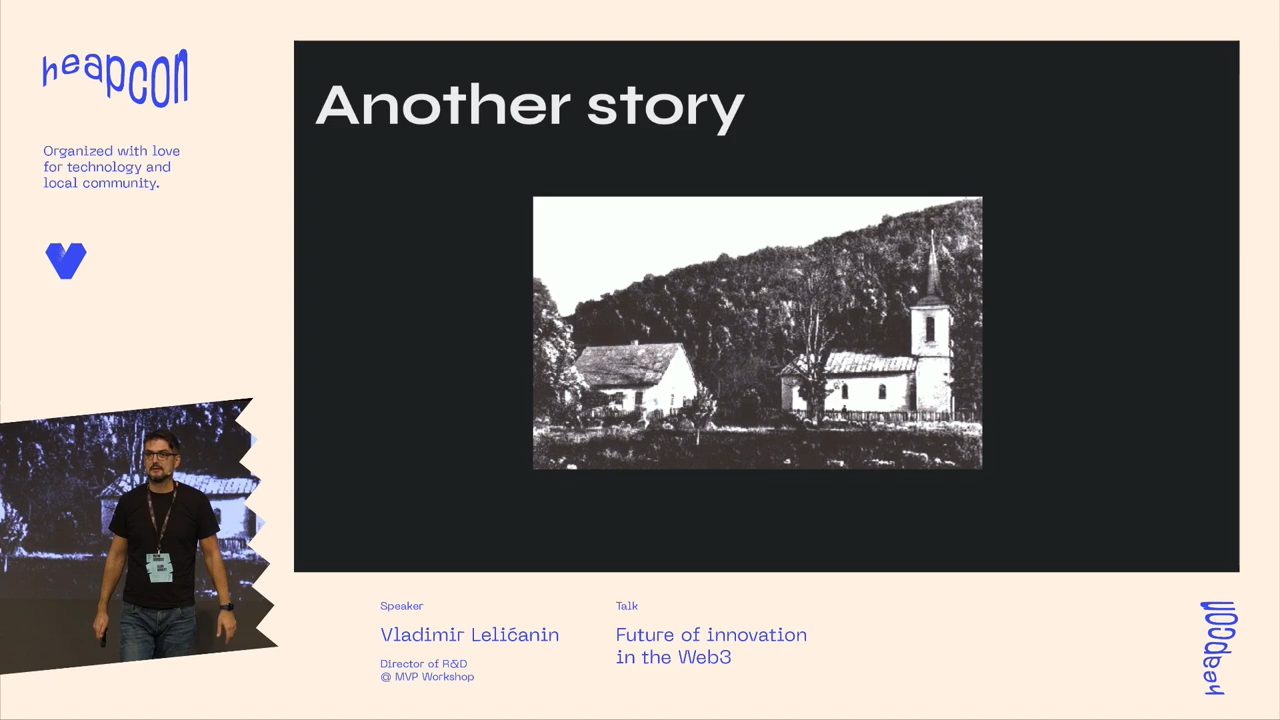 heapcon
Organized with love
for technology and
local community.
Another story
Speaker
Vladimir Leličanin
Director of R&D
@ MVP Workshop
Talk
Future of innovation
in the Web3
heapcon